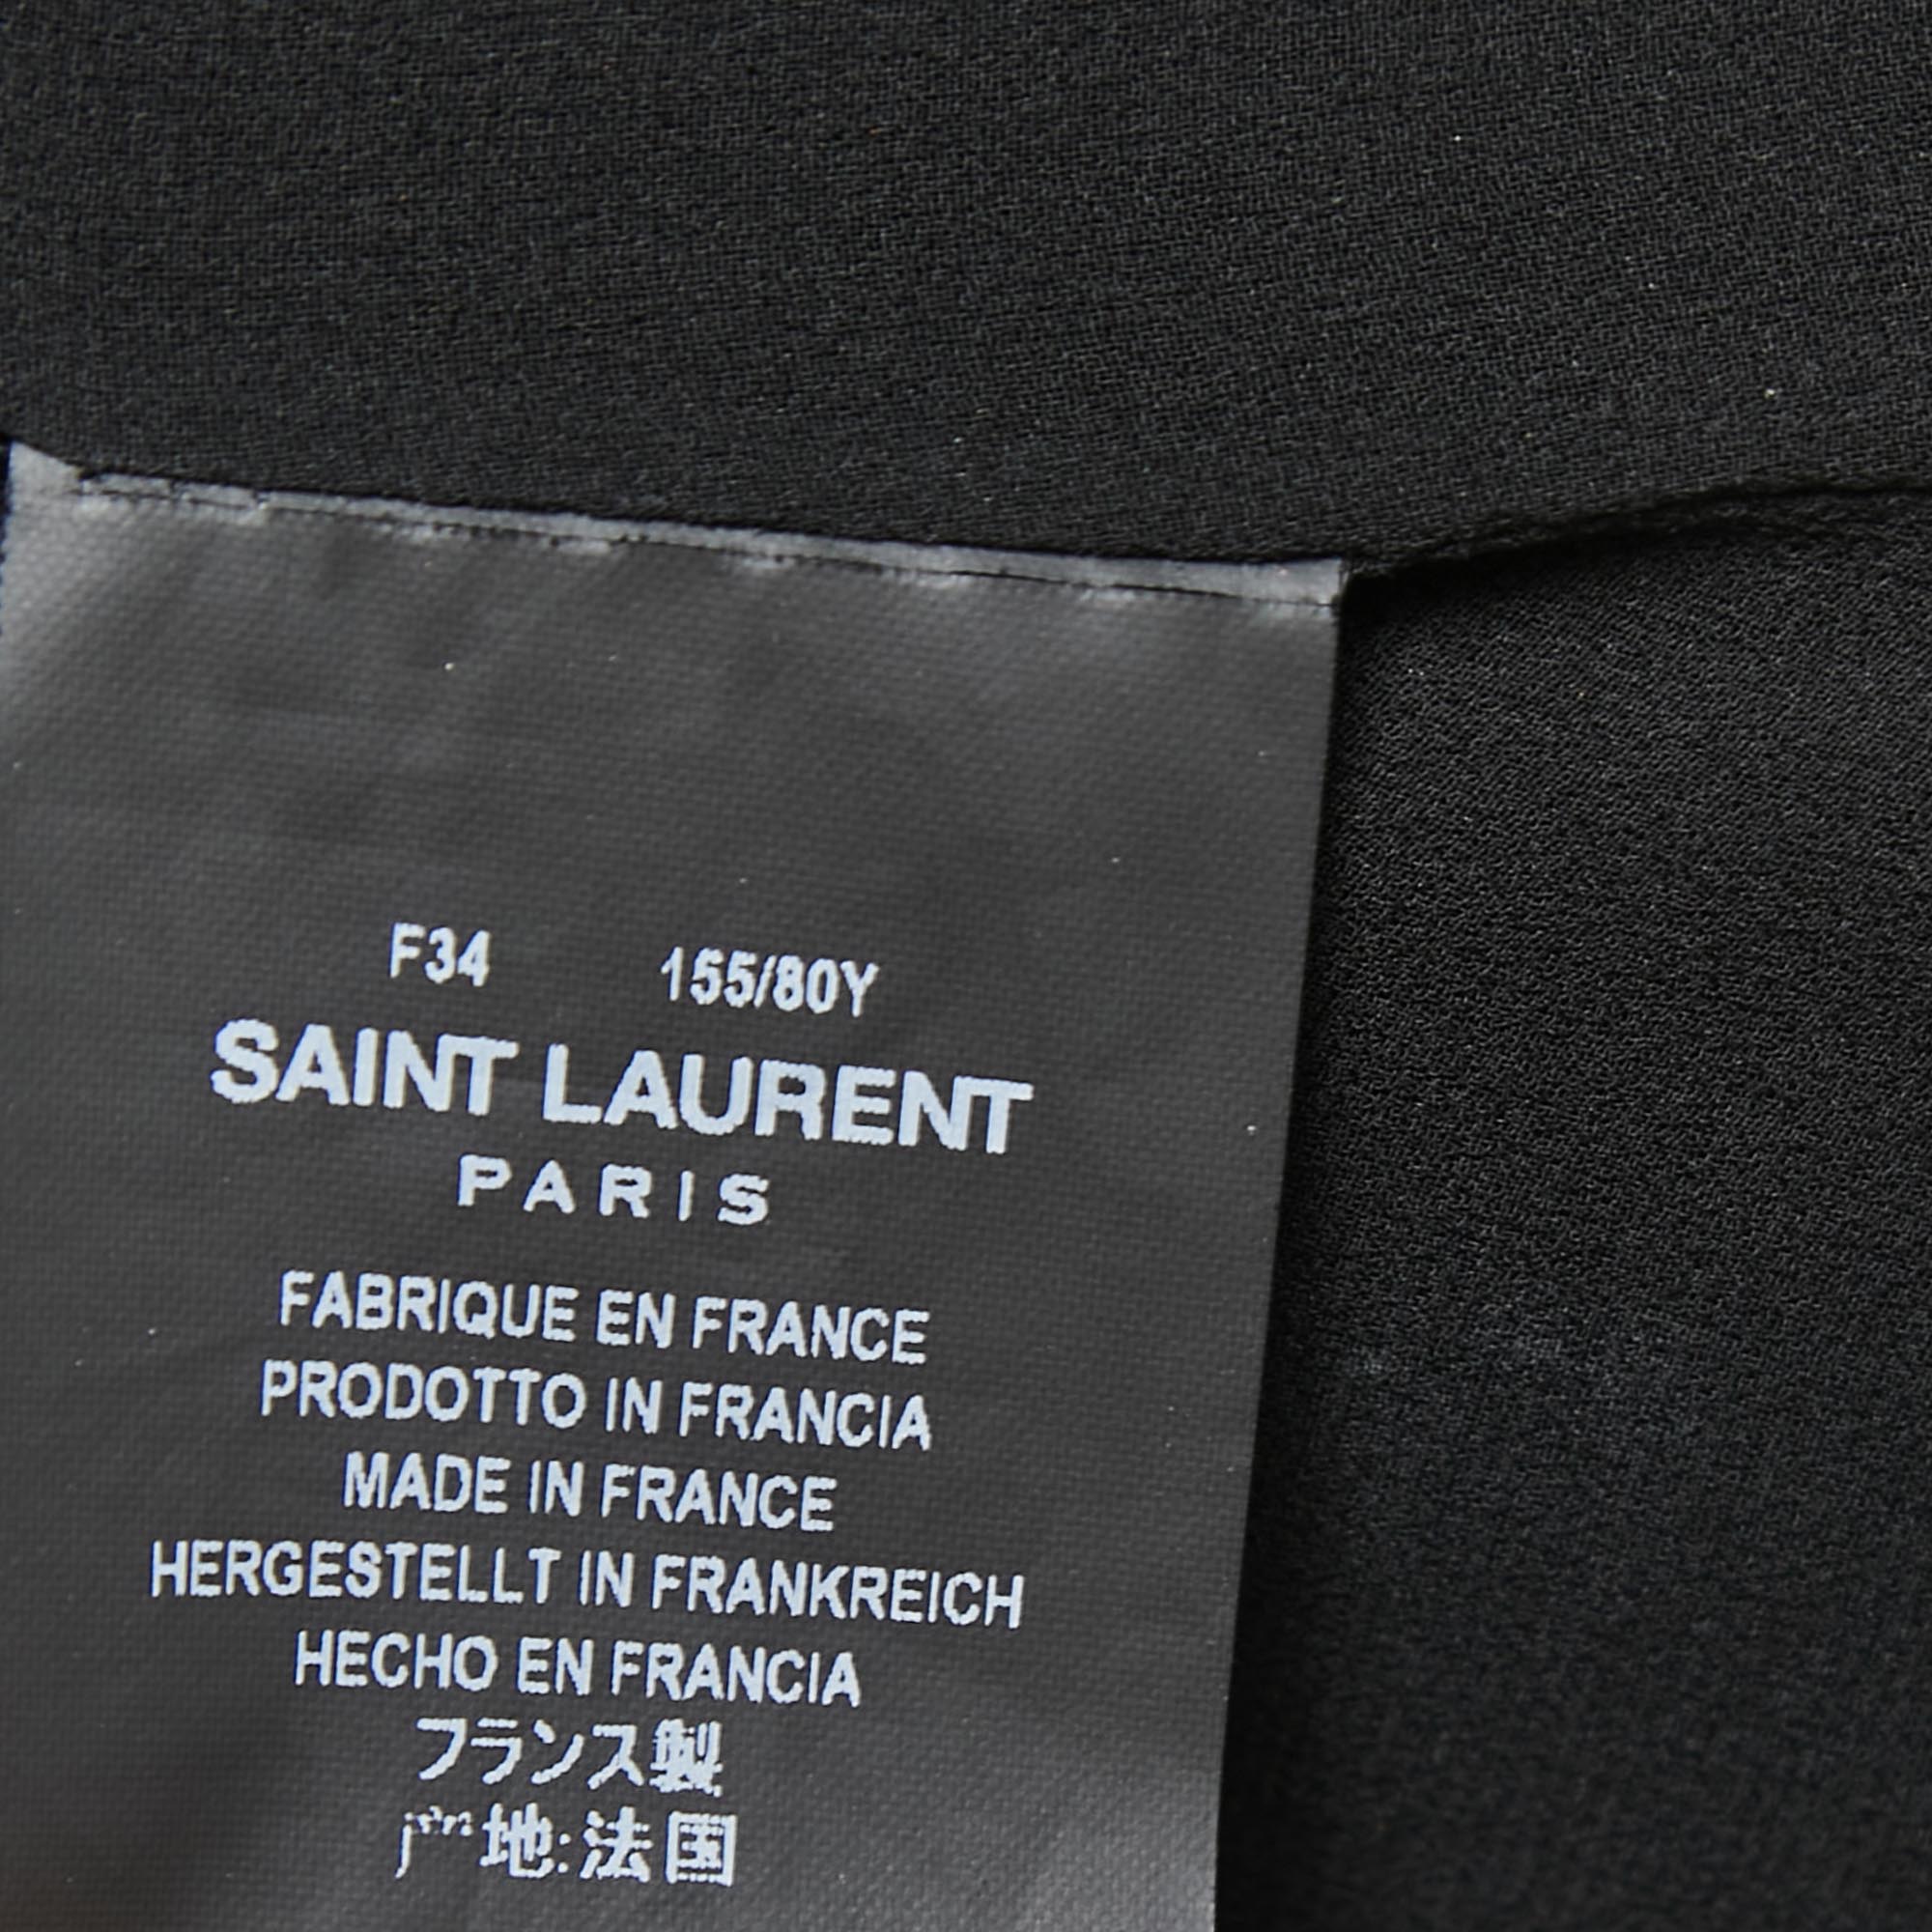 F34 155/80Y
SAINT LAURENT
PARIS
FABRIQUE EN FRANCE
PRODOTTO IN FRANCIA
MADE IN FRANCE
HERGESTELLT IN FRANKREICH
HECHO EN FRANCIA
フランス製
产地:法国